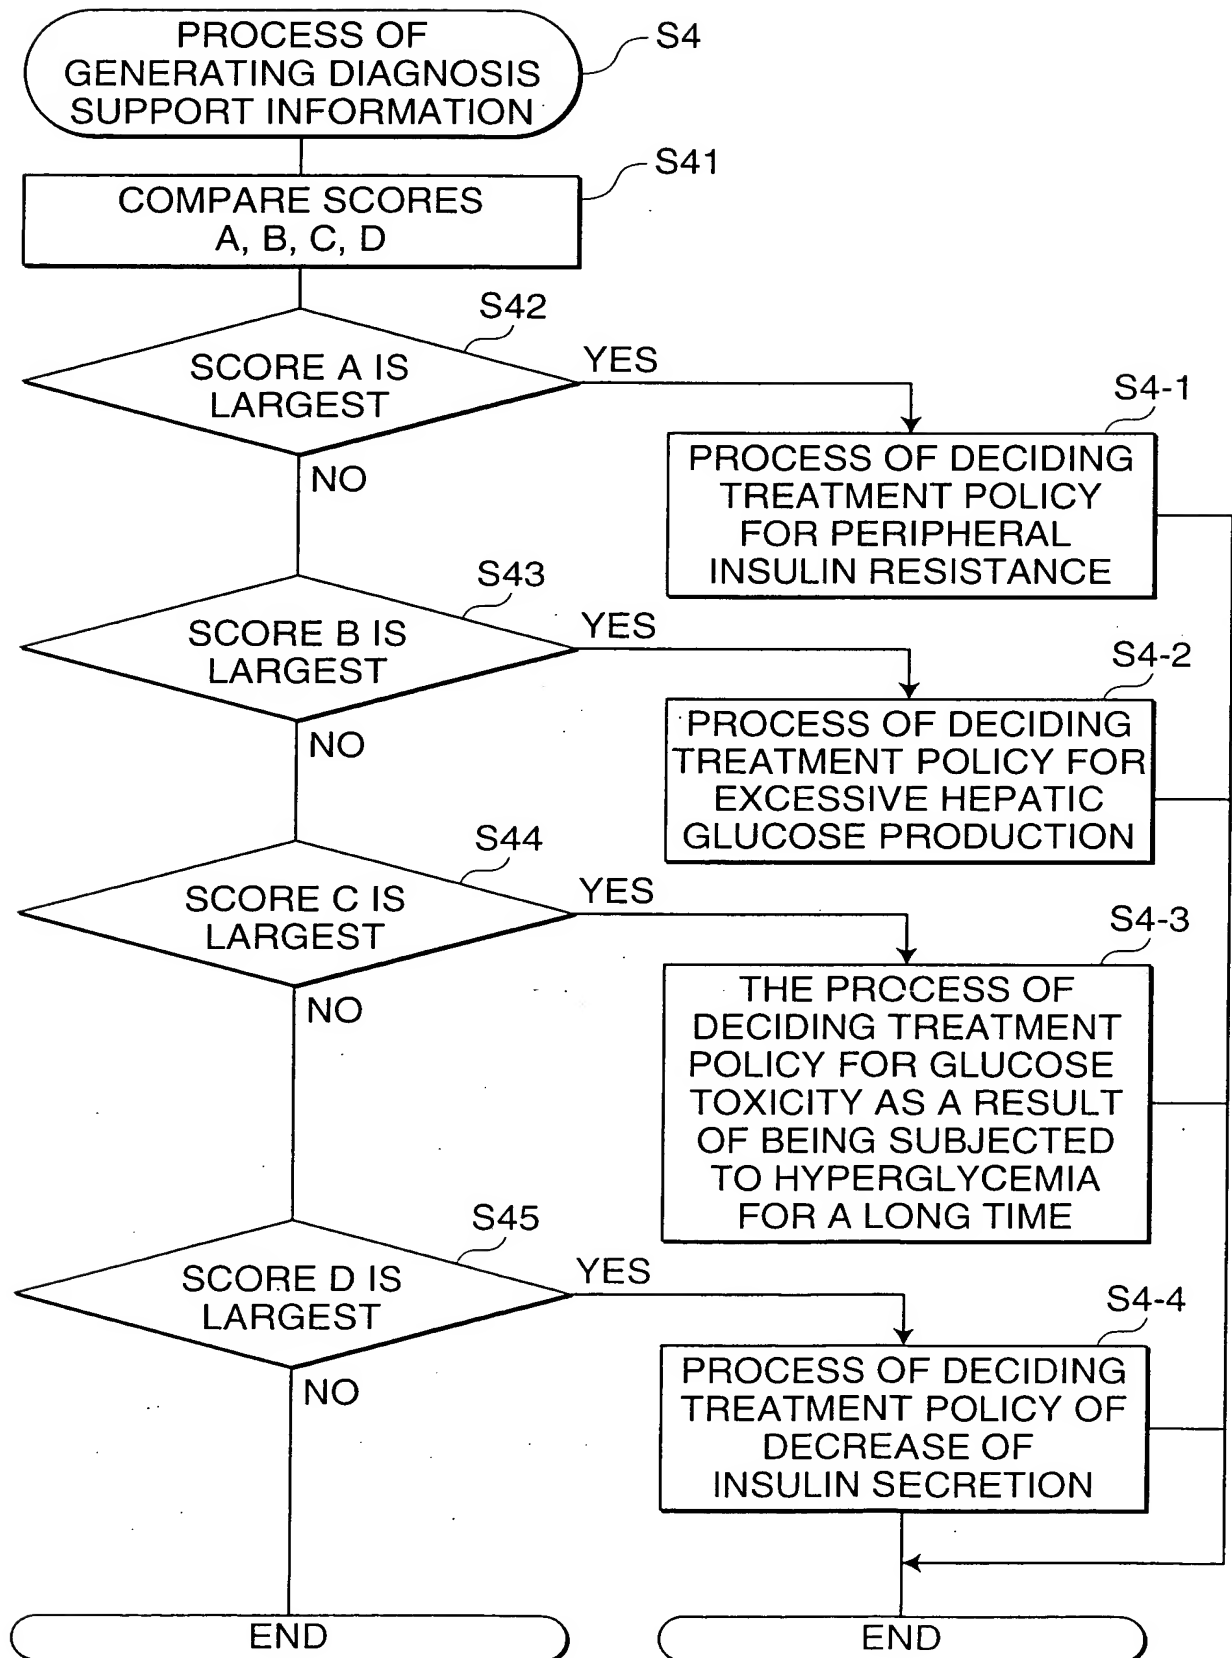 PROCESS OF
GENERATING DIAGNOSIS
SUPPORT INFORMATION
S4
S41
COMPARE SCORES
A, B, C, D
S42
SCORE A IS
LARGEST
YES
NO
S4-1
PROCESS OF DECIDING
TREATMENT POLICY
FOR PERIPHERAL
INSULIN RESISTANCE
S43
SCORE B IS
LARGEST
YES
NO
S4-2
PROCESS OF DECIDING
TREATMENT POLICY FOR
EXCESSIVE HEPATIC
GLUCOSE PRODUCTION
S44
SCORE C IS
LARGEST
YES
NO
S4-3
THE PROCESS OF
DECIDING TREATMENT
POLICY FOR GLUCOSE
TOXICITY AS A RESULT
OF BEING SUBJECTED
TO HYPERGLYCEMIA
FOR A LONG TIME
S45
SCORE D IS
LARGEST
YES
NO
S4-4
PROCESS OF DECIDING
TREATMENT POLICY OF
DECREASE OF
INSULIN SECRETION
END
END